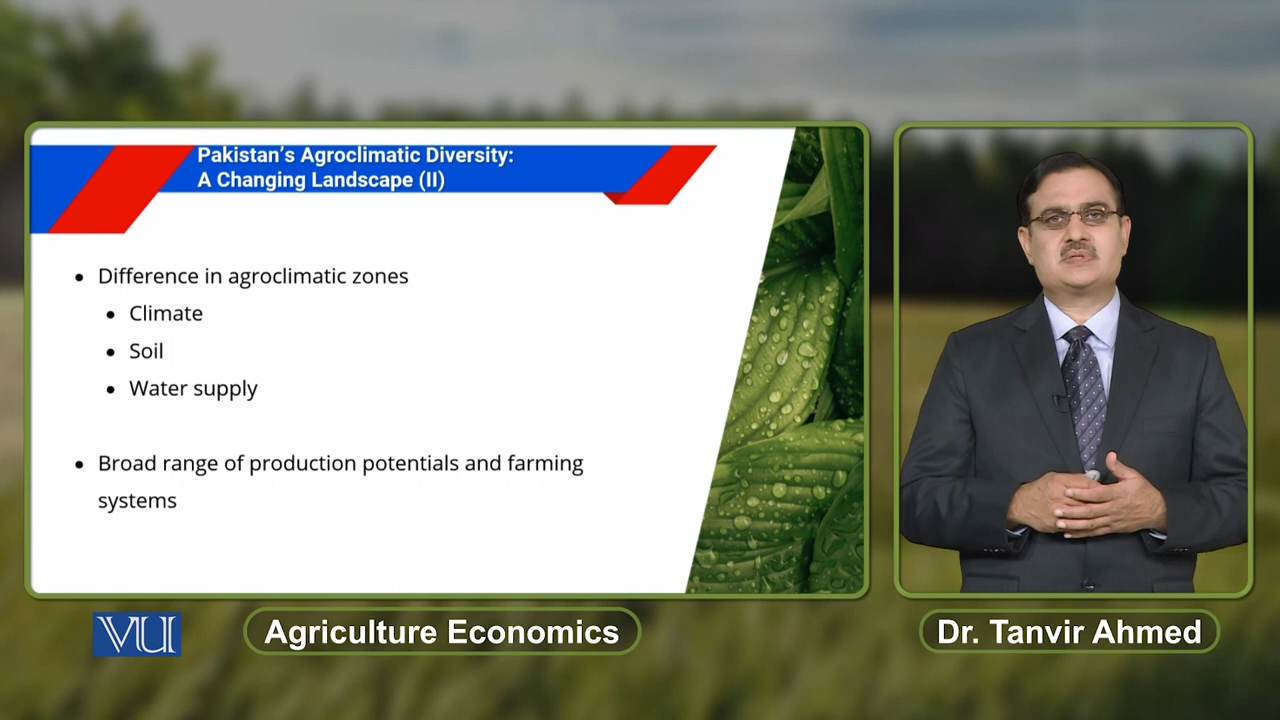 Pakistan’s Agroclimatic Diversity:
A Changing Landscape (II)
• Difference in agroclimatic zones
• Climate
• Soil
• Water supply
• Broad range of production potentials and farming
systems
VU
Agriculture Economics
Dr. Tanvir Ahmed